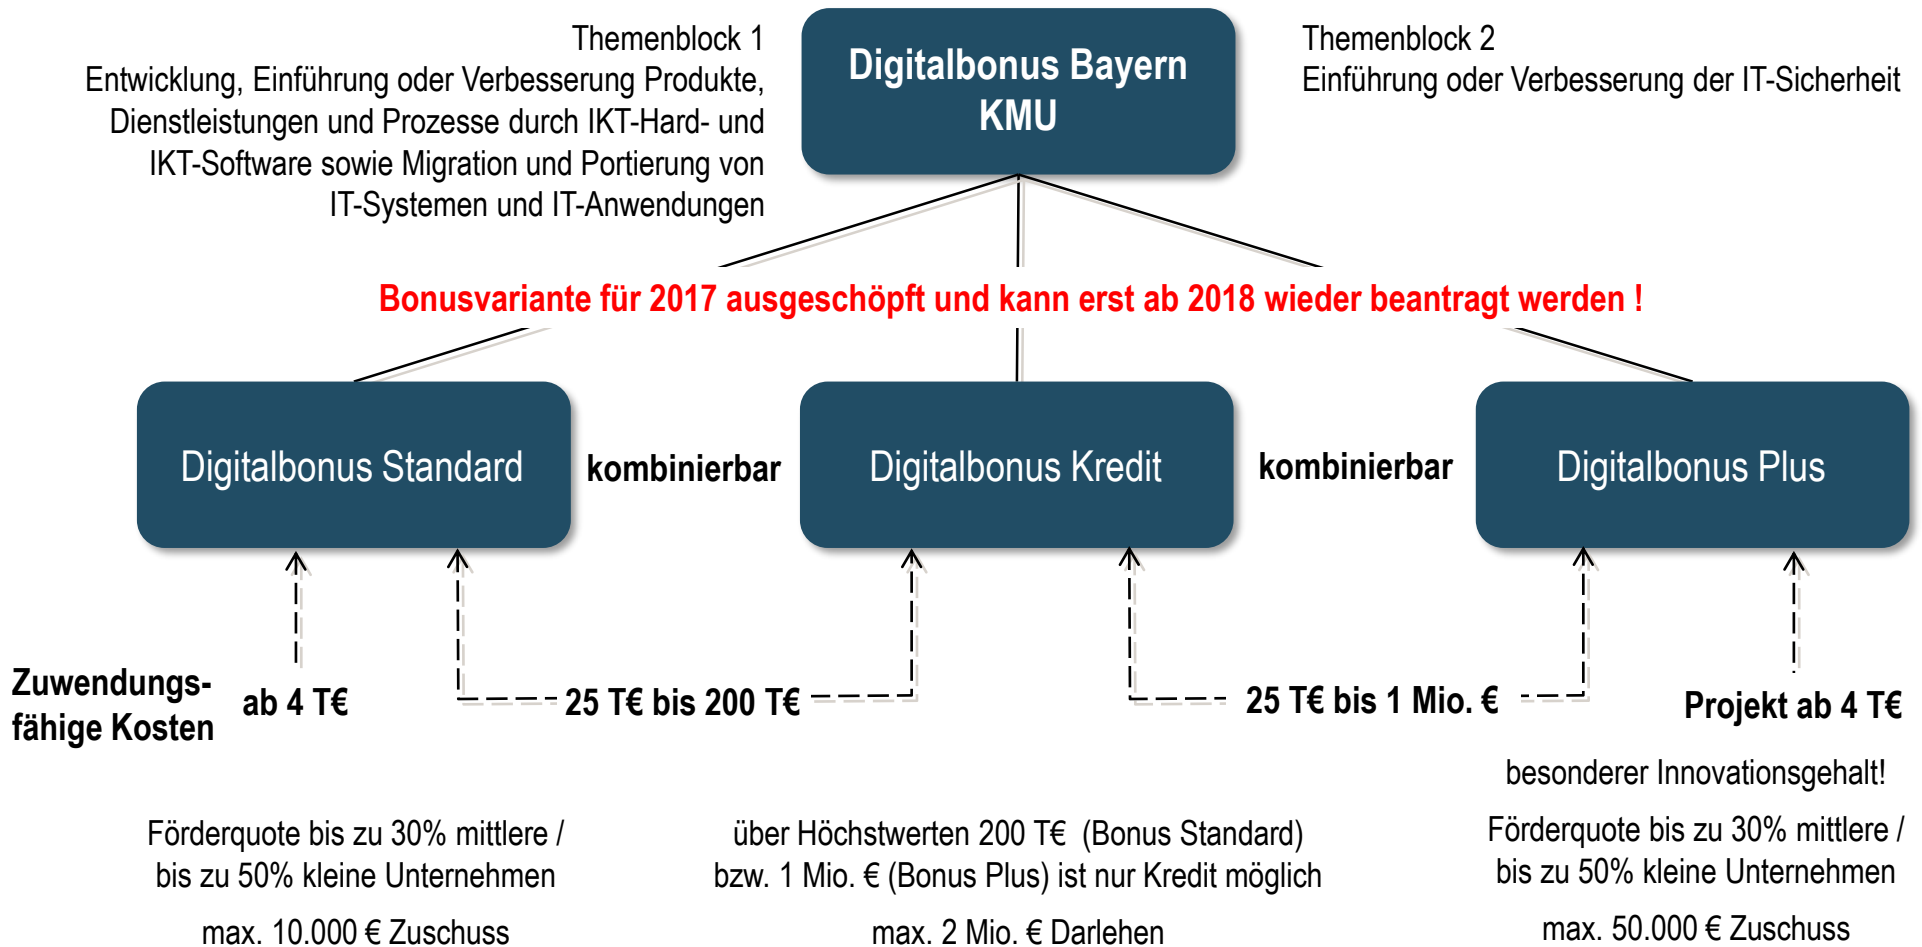 Themenblock 1
Entwicklung, Einführung oder Verbesserung Produkte,
Dienstleistungen und Prozesse durch IKT-Hard- und
IKT-Software sowie Migration und Portierung von
IT-Systemen und IT-Anwendungen
Digitalbonus Bayern
KMU
Themenblock 2
Einführung oder Verbesserung der IT-Sicherheit
Bonusvariante für 2017 ausgeschöpft und kann erst ab 2018 wieder beantragt werden !
Digitalbonus Standard
kombinierbar
Digitalbonus Kredit
kombinierbar
Digitalbonus Plus
Zuwendungs-
fähige Kosten
ab 4 T€
25 T€ bis 200 T€
25 T€ bis 1 Mio. €
Projekt ab 4 T€
Förderquote bis zu 30% mittlere /
bis zu 50% kleine Unternehmen
max. 10.000 € Zuschuss
über Höchstwerten 200 T€ (Bonus Standard)
bzw. 1 Mio. € (Bonus Plus) ist nur Kredit möglich
max. 2 Mio. € Darlehen
besonderer Innovationsgehalt!
Förderquote bis zu 30% mittlere /
bis zu 50% kleine Unternehmen
max. 50.000 € Zuschuss